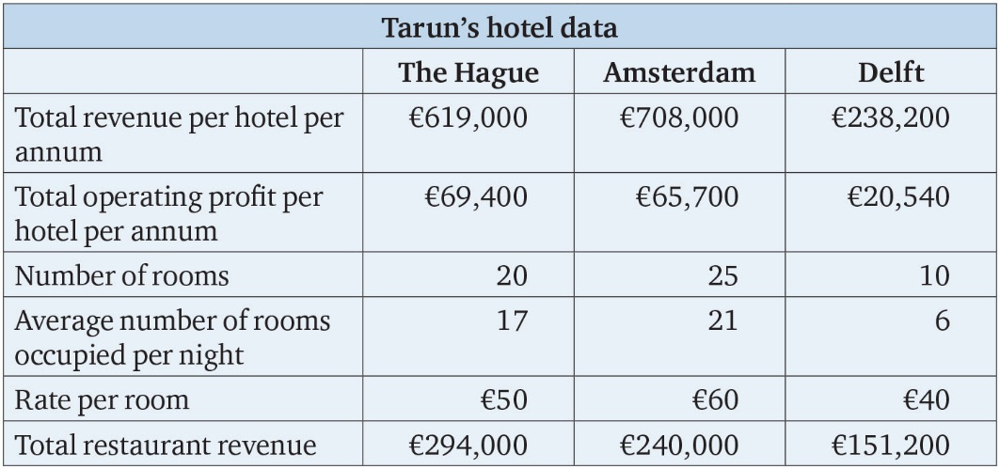 Tarun's hotel data
The Hague Amsterdam Delft
Total revenue per hotel per €619,000 €708,000 €238,200
annum
Total operating profit per €69,400 €65,700 €20,540
hotel per annum
Number of rooms 20 25 10
Average number of rooms 17 21 6
occupied per night
Rate per room €50 €60 €40
Total restaurant revenue €294,000 €240,000 €151,200